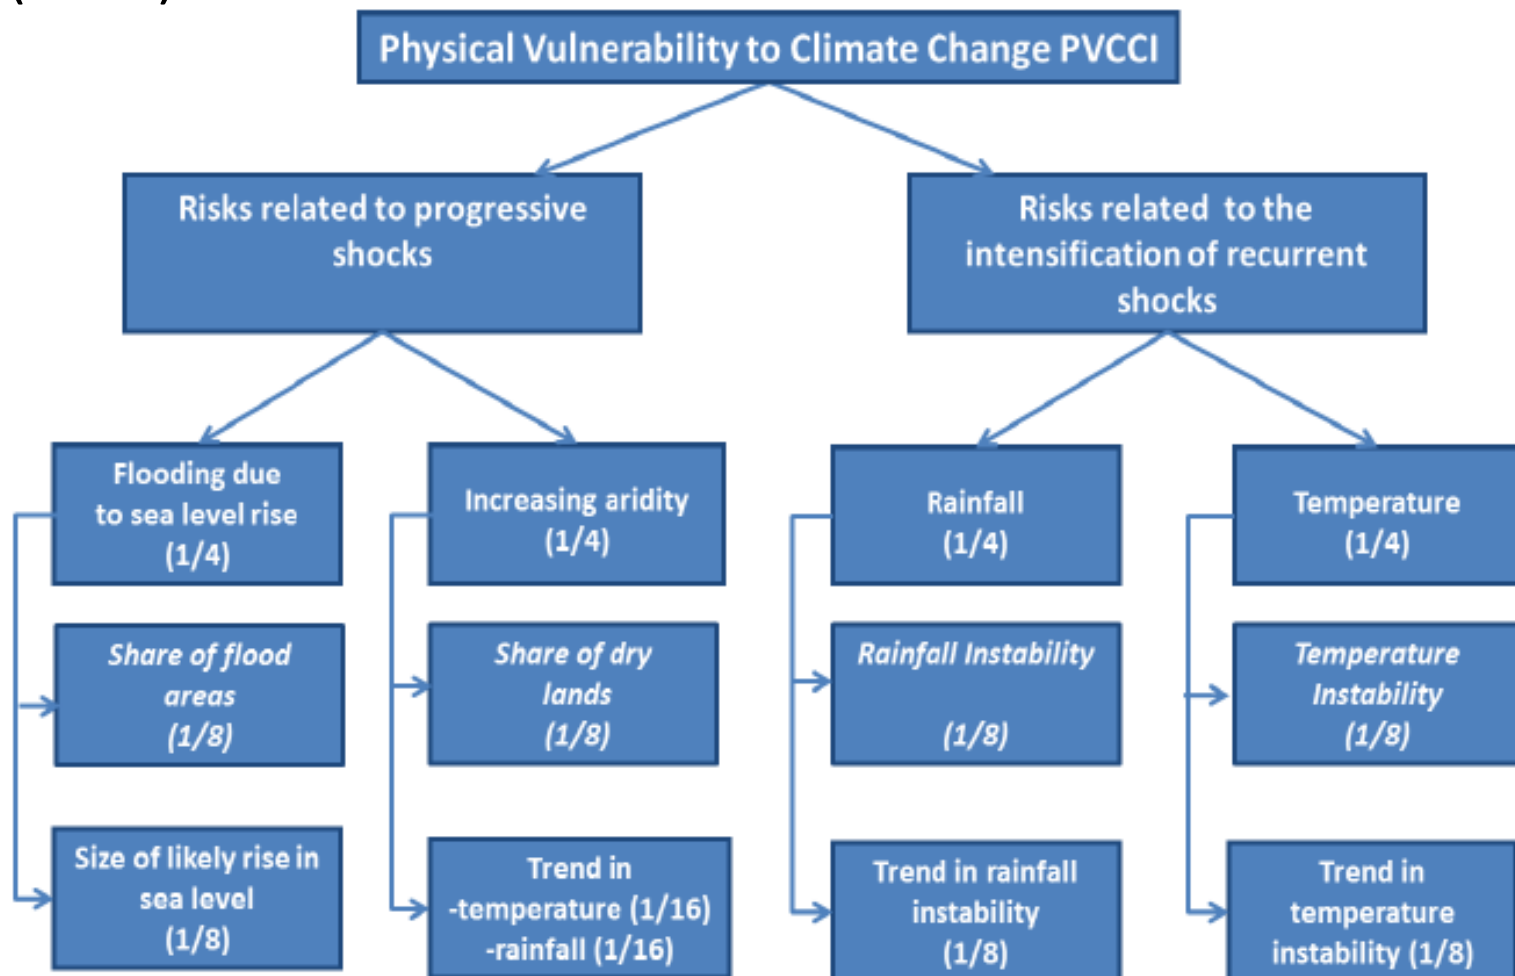 Physical Vulnerability to Climate Change PVCCI
Risks related to progressive
shocks
Risks related to the
intensification of recurrent
shocks
Flooding due
to sea level rise
(1/4)
Increasing aridity
(1/4)
Rainfall
(1/4)
Temperature
(1/4)
Share of flood
areas
(1/8)
Share of dry
lands
(1/8)
Rainfall Instability
(1/8)
Temperature
Instability
(1/8)
Size of likely rise in
sea level
(1/8)
Trend in
-temperature (1/16)
-rainfall (1/16)
Trend in rainfall
instability
(1/8)
Trend in
temperature
instability (1/8)